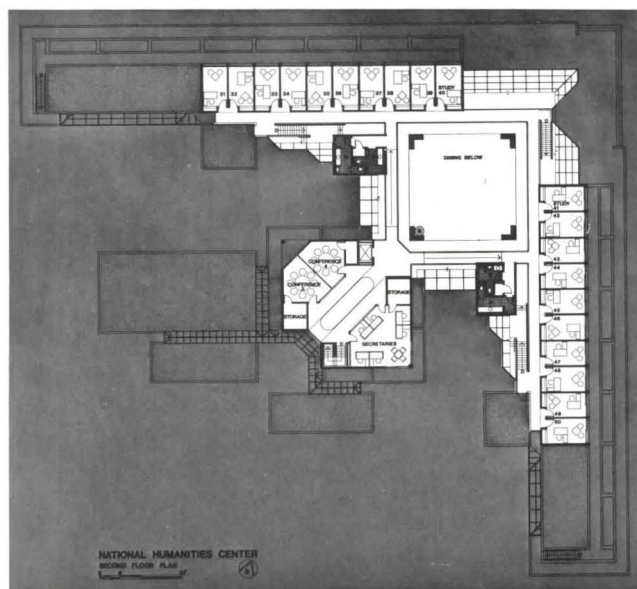 31
32
33
34
35
36
37
38
39
STUDY
40
DINING BELOW
STUDY
41
42
43
44
45
46
47
48
49
50
CONFERENCE
CONFERENCE
STORAGE
STORAGE
SECRETARIES
NATIONAL HUMANITIES CENTER
SECOND FLOOR PLAN